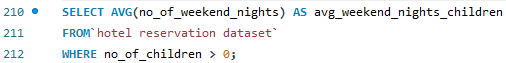 210 SELECT AVG(no_of_weekend_nights) AS avg_weekend_nights_children
211 FROM`hotel reservation dataset`
212 WHERE no_of_children > 0;